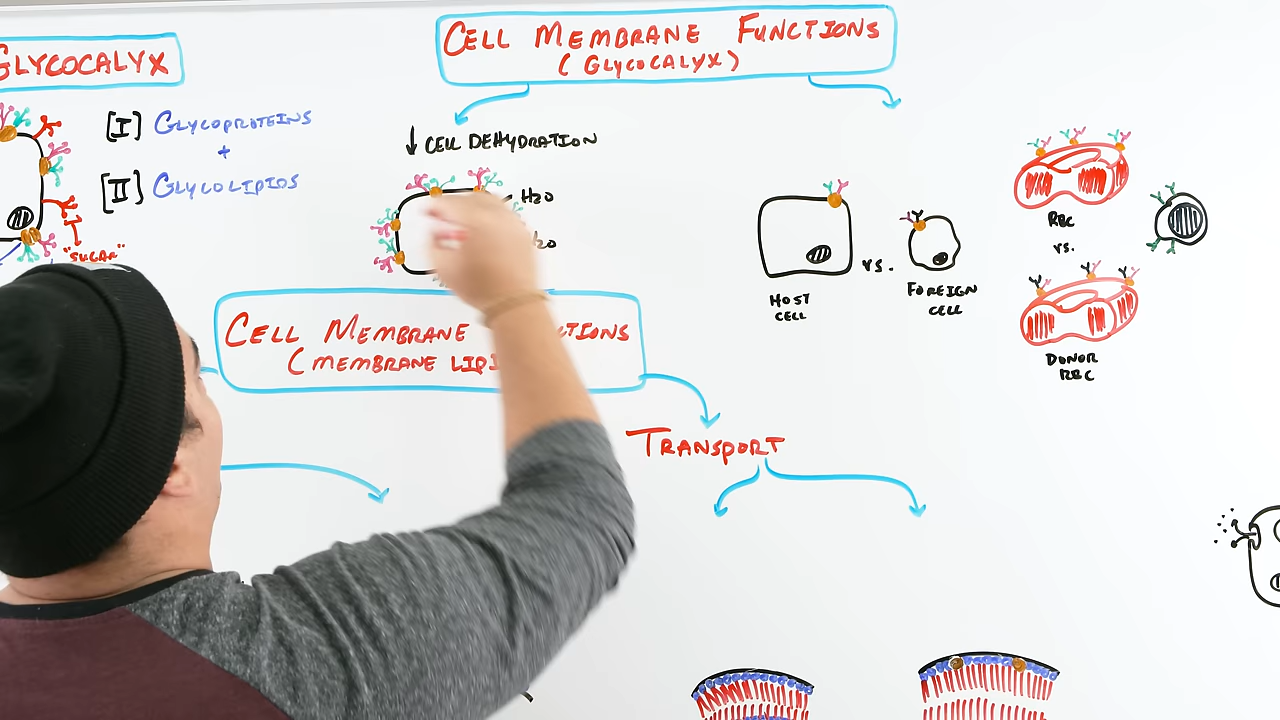 GLYCOCALYX
CELL MEMBRANE FUNCTIONS
(GLYCOCALYX)
[I] GLYCOPROTEINS
+
[II] GLYCOLIPIDS
"SUGAR"
↓ CELL DEHYDRATION
H2O
H2O
HOST
CELL
vs.
FOREIGN
CELL
RBC
vs.
DONOR
RBC
CELL MEMBRANE
(MEMBRANE
TRANSPORT